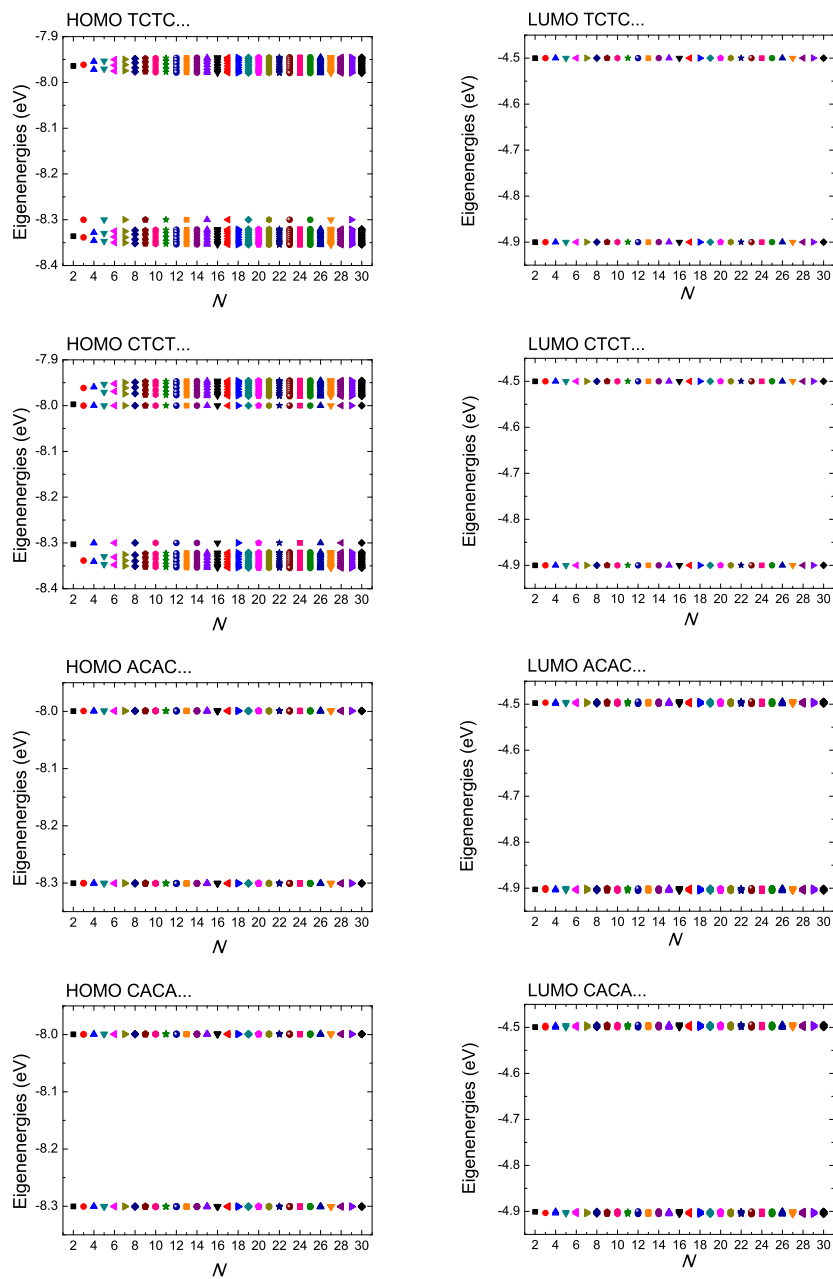 HOMO TCTC...
-7.9
-8.0
-8.1
-8.2
-8.3
-8.4
Eigenenergies (eV)
2 4 6 8 10 12 14 16 18 20 22 24 26 28 30
N
LUMO TCTC...
-4.5
-4.6
-4.7
-4.8
-4.9
Eigenenergies (eV)
2 4 6 8 10 12 14 16 18 20 22 24 26 28 30
N
HOMO CTCT...
-7.9
-8.0
-8.1
-8.2
-8.3
-8.4
Eigenenergies (eV)
2 4 6 8 10 12 14 16 18 20 22 24 26 28 30
N
LUMO CTCT...
-4.5
-4.6
-4.7
-4.8
-4.9
Eigenenergies (eV)
2 4 6 8 10 12 14 16 18 20 22 24 26 28 30
N
HOMO ACAC...
-8.0
-8.1
-8.2
-8.3
Eigenenergies (eV)
2 4 6 8 10 12 14 16 18 20 22 24 26 28 30
N
LUMO ACAC...
-4.5
-4.6
-4.7
-4.8
-4.9
Eigenenergies (eV)
2 4 6 8 10 12 14 16 18 20 22 24 26 28 30
N
HOMO CACA...
-8.0
-8.1
-8.2
-8.3
Eigenenergies (eV)
2 4 6 8 10 12 14 16 18 20 22 24 26 28 30
N
LUMO CACA...
-4.5
-4.6
-4.7
-4.8
-4.9
Eigenenergies (eV)
2 4 6 8 10 12 14 16 18 20 22 24 26 28 30
N